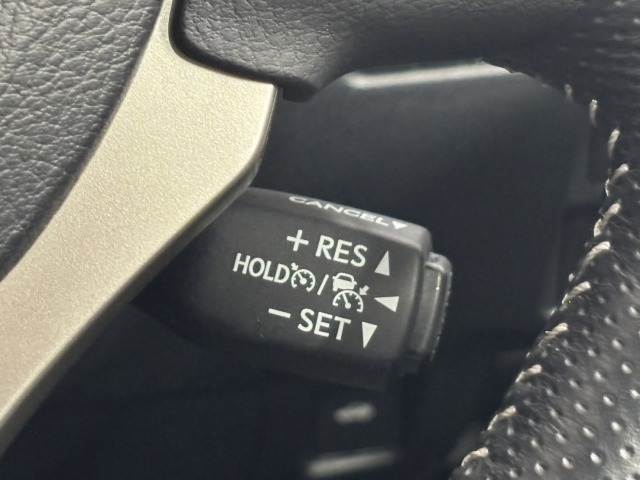 CANCEL▼
+ RES ▲
HOLD / ◀
− SET ▼